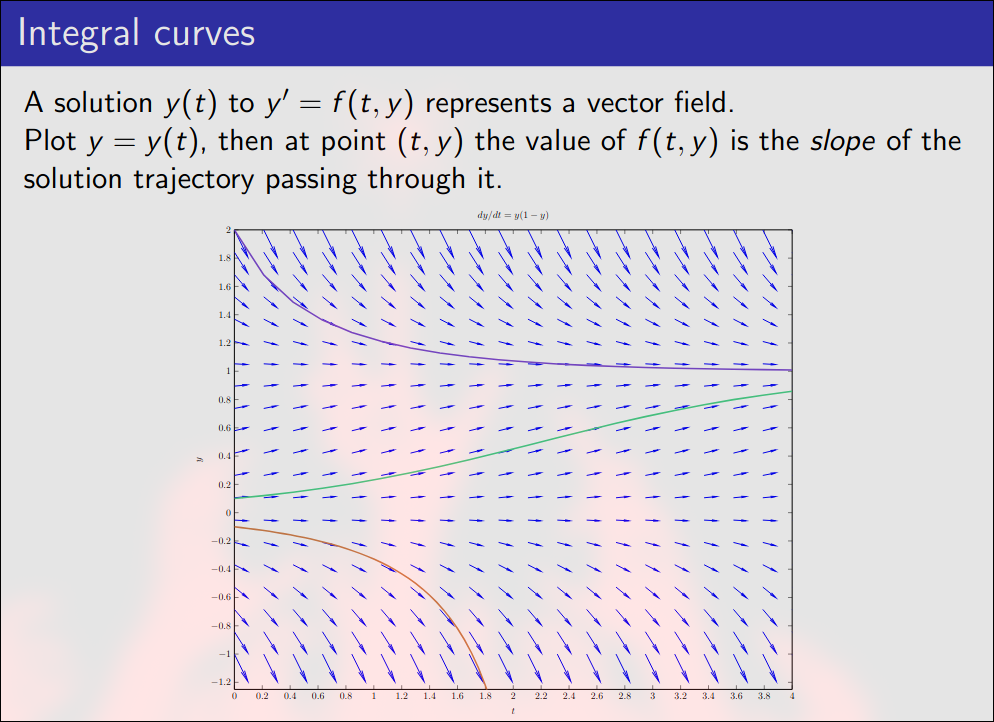 Integral curves
A solution y(t) to y′ = f(t, y) represents a vector field.
Plot y = y(t), then at point (t, y) the value of f(t, y) is the slope of the
solution trajectory passing through it.
dy/dt = y(1 − y)
2
1.8
1.6
1.4
1.2
1
0.8
0.6
0.4
0.2
0
−0.2
−0.4
−0.6
−0.8
−1
−1.2
y
0 0.2 0.4 0.6 0.8 1 1.2 1.4 1.6 1.8 2 2.2 2.4 2.6 2.8 3 3.2 3.4 3.6 3.8 4
t